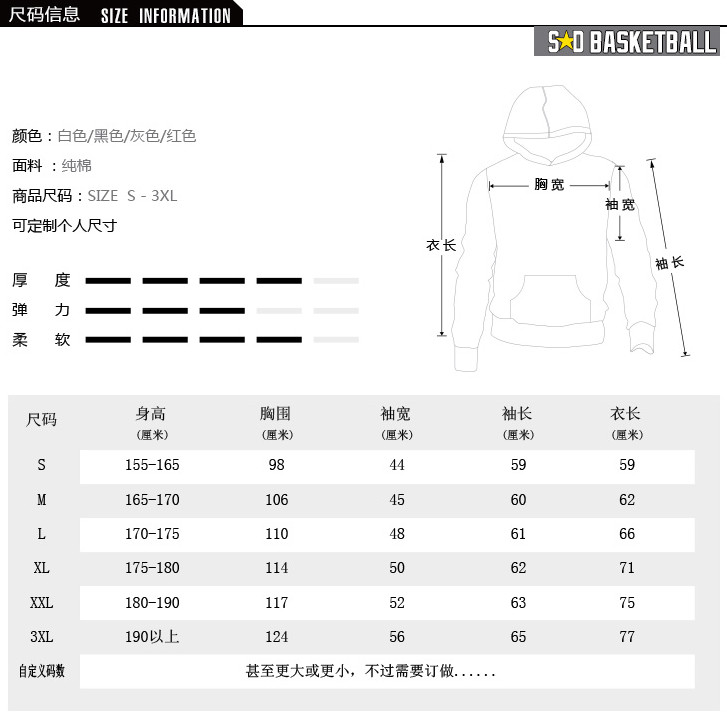 尺码信息 SIZE INFORMATION
S★D BASKETBALL
颜色：白色/黑色/灰色/红色
面料 ：纯棉
商品尺码：SIZE S - 3XL
可定制个人尺寸
胸宽
袖宽
衣长
袖长
厚 度
弹 力
柔 软
尺码 身高 胸围 袖宽 袖长 衣长
(厘米) (厘米) (厘米) (厘米) (厘米)
S 155-165 98 44 59 59
M 165-170 106 45 60 62
L 170-175 110 48 61 66
XL 175-180 114 50 62 71
XXL 180-190 117 52 63 75
3XL 190以上 124 56 65 77
自定义码数 甚至更大或更小，不过需要订做......